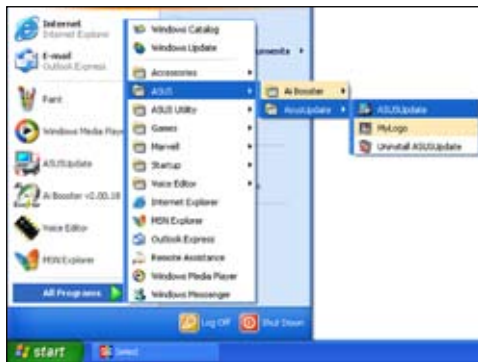 Internet
Internet Explorer
E-mail
Outlook Express
Paint
Windows Media Play
ASUSUpdate
Ai Booster v2.00.18
Voice Editor
MSN Explorer
All Programs
Windows Catalog
Windows Update
Accessories
ASUS
ASUS Utility
Games
Marvell
Startup
Voice Editor
Internet Explorer
MSN Explorer
Outlook Express
Remote Assistance
Windows Media Player
Windows Messenger
uments
Ai Booster
AsusUpdate
ASUSUpdate
MyLogo
Uninstall ASUSUpdate
Log Off
Shut Down
start